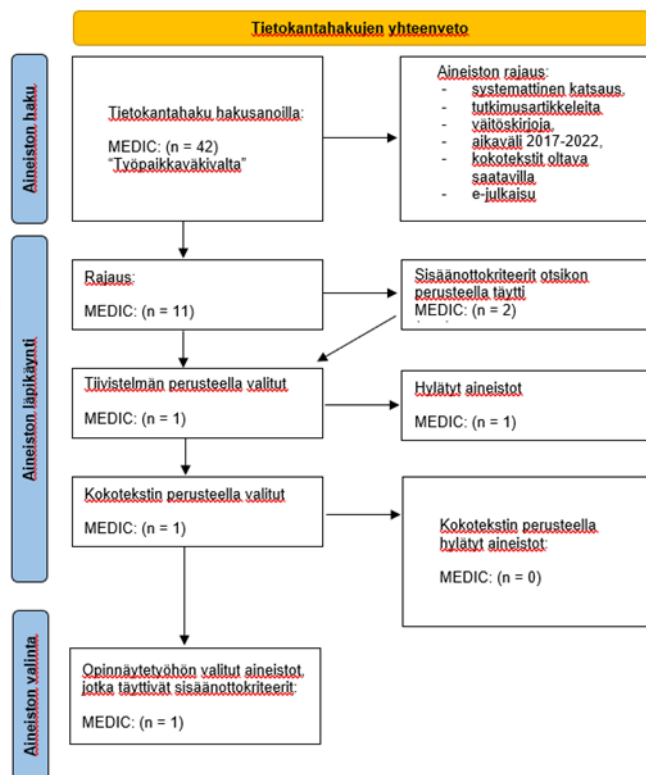 Tietokantahakujen yhteenveto
Aineiston haku
Tietokantahaku hakusanoilla:
MEDIC: (n = 42)
“Työpaikkaväkivalta”
Aineiston rajaus:
- systemattinen katsaus,
- tutkimusartikkeleita
- väitöskirjoja,
- aikaväli 2017-2022,
- kokotekstit oltava
saatavilla
- e-julkaisu
Aineiston läpikäynti
Rajaus:
MEDIC: (n = 11)
Sisäänottokriteerit otsikon
perusteella täytti
MEDIC: (n = 2)
Tiivistelmän perusteella valitut
MEDIC: (n = 1)
Hylätyt aineistot
MEDIC: (n = 1)
Kokotekstin perusteella valitut
MEDIC: (n = 1)
Kokotekstin perusteella
hylätyt aineistot:
MEDIC: (n = 0)
Aineiston valinta
Opinnäytetyöhön valitut aineistot,
jotka täyttivät sisäänottokriteerit:
MEDIC: (n = 1)